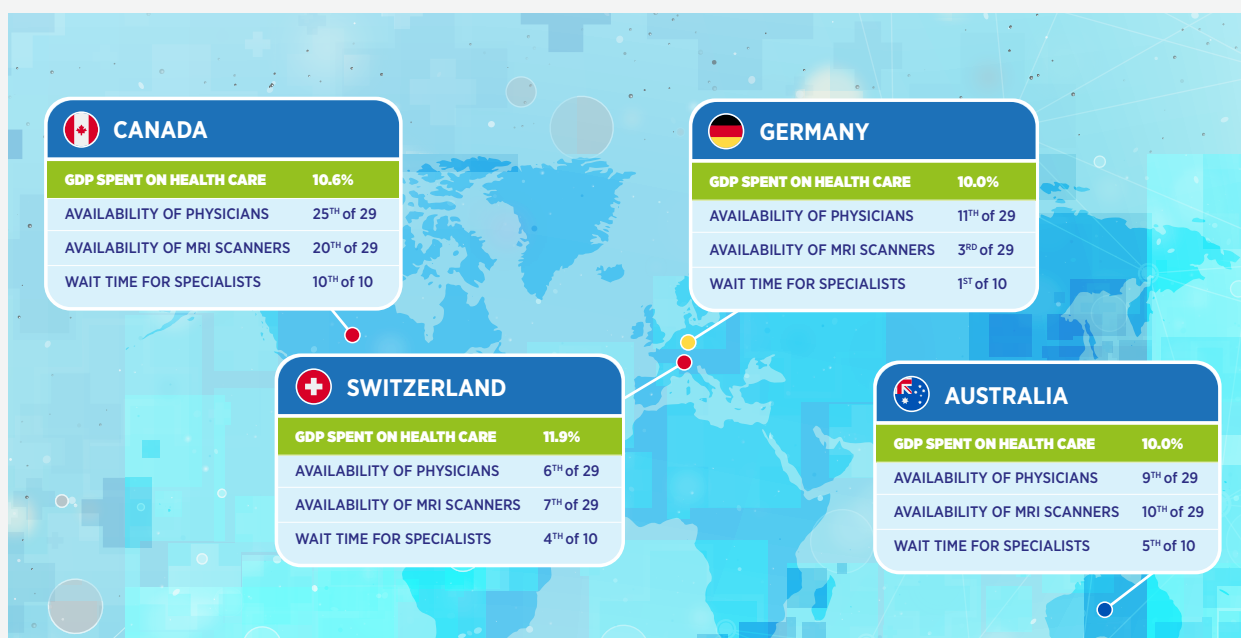 CANADA
GDP SPENT ON HEALTH CARE 10.6%
AVAILABILITY OF PHYSICIANS 25TH of 29
AVAILABILITY OF MRI SCANNERS 20TH of 29
WAIT TIME FOR SPECIALISTS 10TH of 10
GERMANY
GDP SPENT ON HEALTH CARE 10.0%
AVAILABILITY OF PHYSICIANS 11TH of 29
AVAILABILITY OF MRI SCANNERS 3RD of 29
WAIT TIME FOR SPECIALISTS 1ST of 10
SWITZERLAND
GDP SPENT ON HEALTH CARE 11.9%
AVAILABILITY OF PHYSICIANS 6TH of 29
AVAILABILITY OF MRI SCANNERS 7TH of 29
WAIT TIME FOR SPECIALISTS 4TH of 10
AUSTRALIA
GDP SPENT ON HEALTH CARE 10.0%
AVAILABILITY OF PHYSICIANS 9TH of 29
AVAILABILITY OF MRI SCANNERS 10TH of 29
WAIT TIME FOR SPECIALISTS 5TH of 10